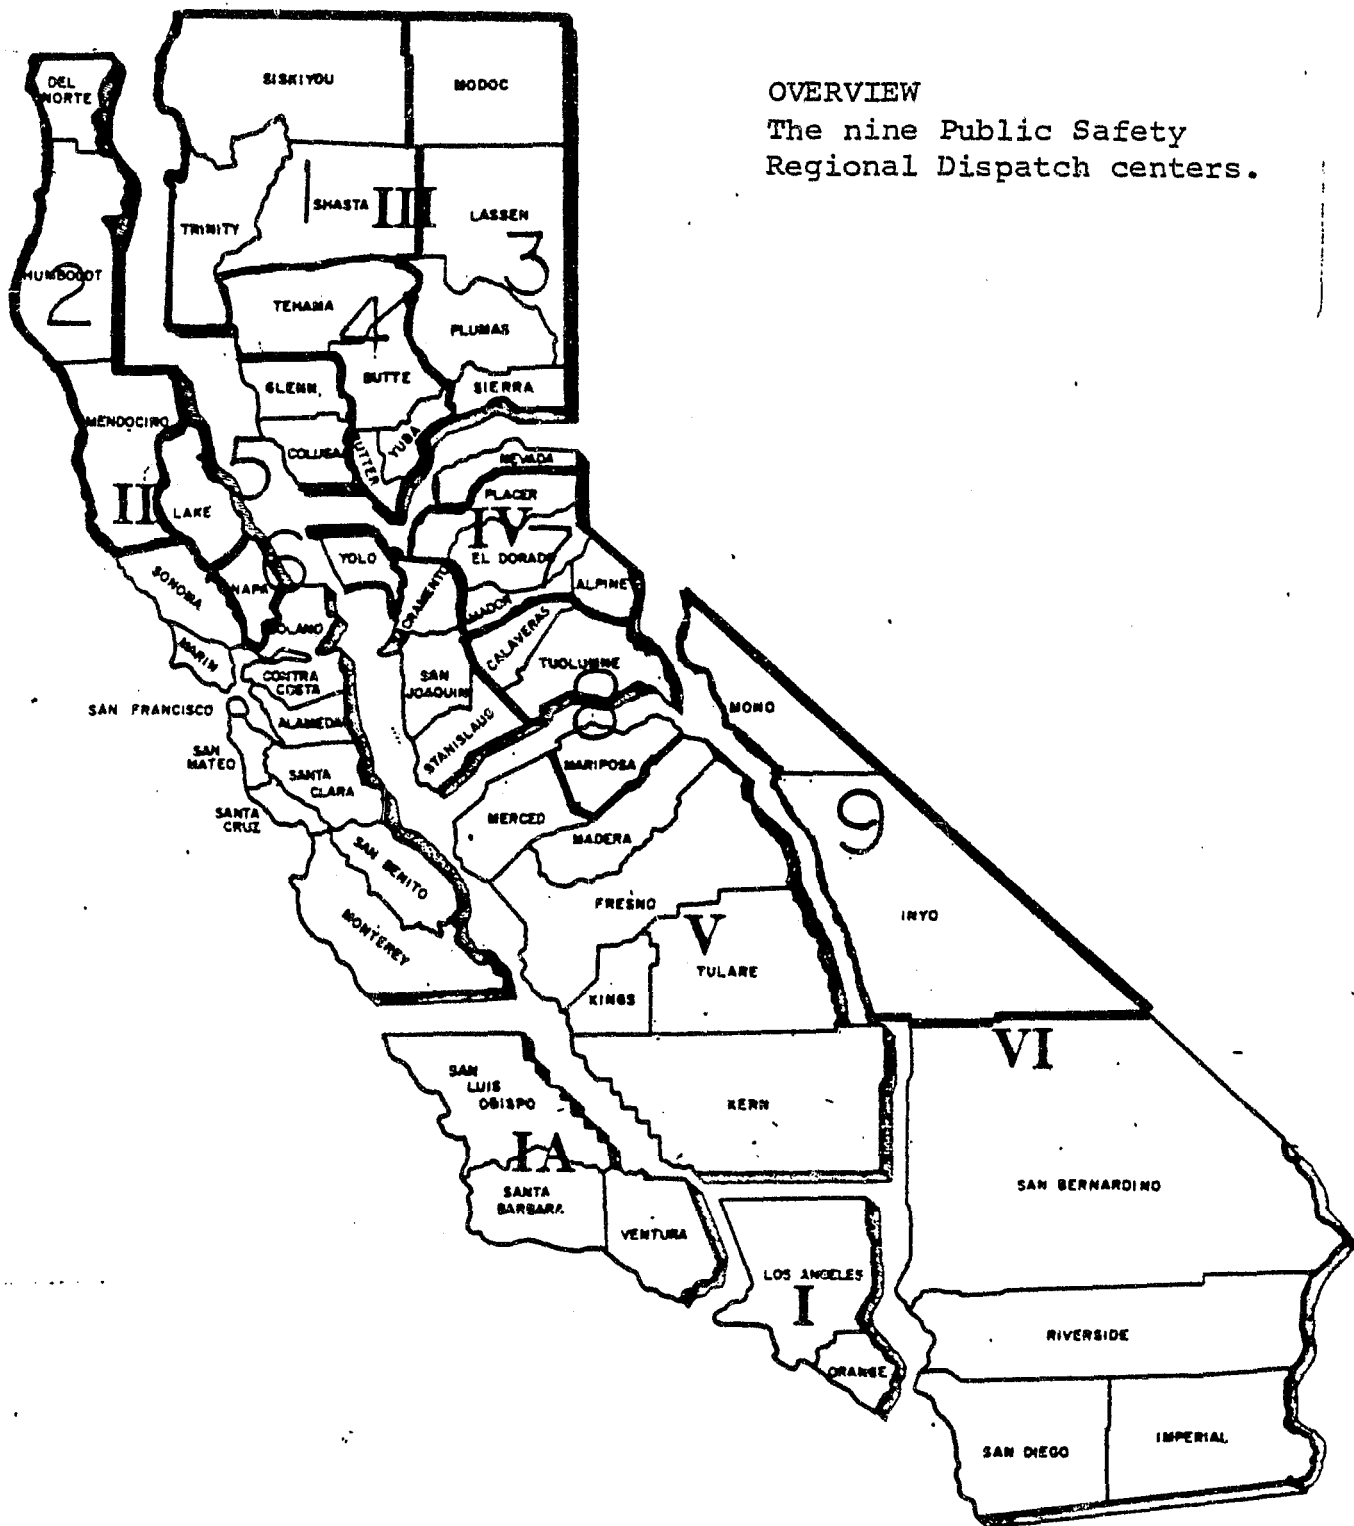 OVERVIEW
The nine Public Safety
Regional Dispatch centers.
DEL
NORTE
SISKIYOU
MODOC
TRINITY
1
SHASTA
III
LASSEN
3
HUMBOLDT
2
TEHAMA
4
PLUMAS
GLENN
BUTTE
SIERRA
MENDOCINO
COLUSA
SUTTER
YUBA
5
NEVADA
PLACER
II
LAKE
IV
7
6
YOLO
EL DORADO
SONOMA
NAPA
SACRAMENTO
ALPINE
AMADOR
SOLANO
CALAVERAS
MARIN
CONTRA
COSTA
SAN
JOAQUIN
TUOLUMNE
8
SAN FRANCISCO
ALAMEDA
MONO
STANISLAUS
SAN
MATEO
SANTA
CLARA
MARIPOSA
SANTA
CRUZ
MERCED
MADERA
9
SAN BENITO
FRESNO
INYO
MONTEREY
V
TULARE
KINGS
VI
SAN
LUIS
OBISPO
KERN
IA
SANTA
BARBARA
SAN BERNARDINO
VENTURA
LOS ANGELES
I
RIVERSIDE
ORANGE
SAN DIEGO
IMPERIAL